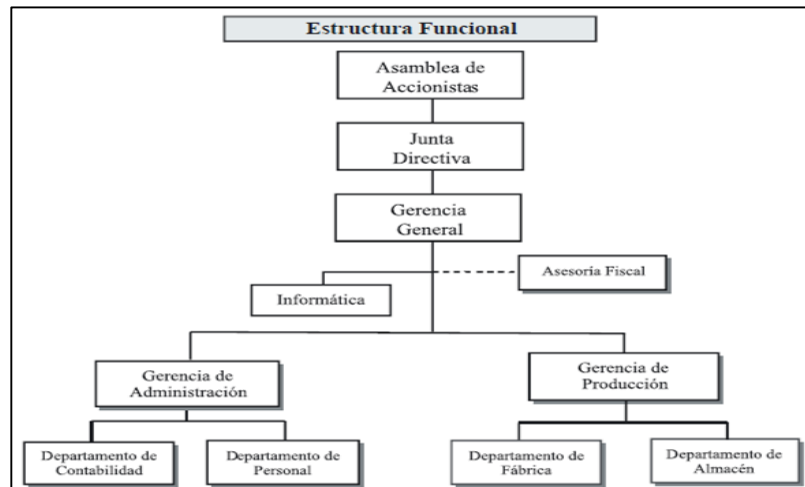 Estructura Funcional
Asamblea de
Accionistas
Junta
Directiva
Gerencia
General
Asesoría Fiscal
Informática
Gerencia de
Administración
Gerencia de
Producción
Departamento de
Contabilidad
Departamento de
Personal
Departamento de
Fábrica
Departamento de
Almacén